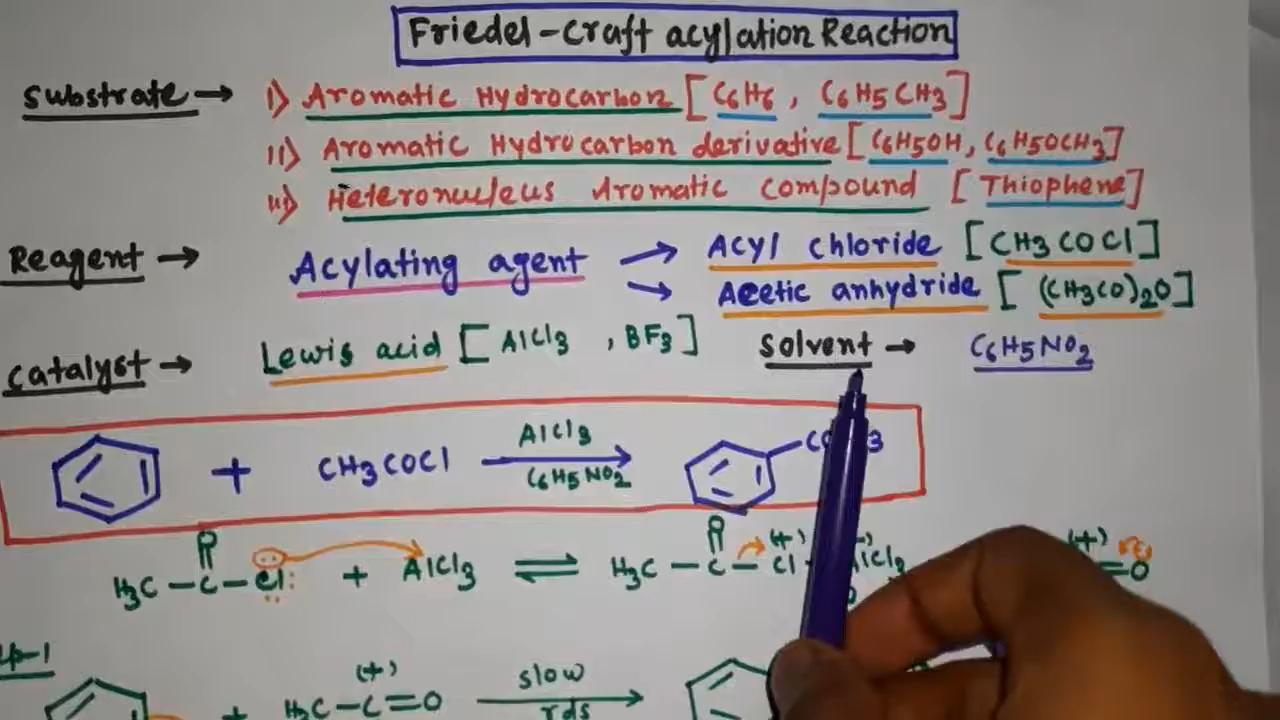 Friedel-craft acylation Reaction
Substrate → i) Aromatic Hydrocarbon [C6H6, C6H5CH3]
ii) Aromatic Hydrocarbon derivative [C6H5OH, C6H5OCH3]
iii) Heteronucleus Aromatic compound [Thiophene]
Reagent → Acylating agent → Acyl chloride [CH3COCl]
→ Acetic anhydride [(CH3CO)2O]
Catalyst → Lewis acid [AlCl3, BF3] Solvent → C6H5NO2
+ CH3COCl AlCl3 C6H5NO2
H3C-C-Cl: + AlCl3 ⇌ H3C-C-Cl (+) AlCl3 (+) =O
+ H3C-C=O (+) slow rds